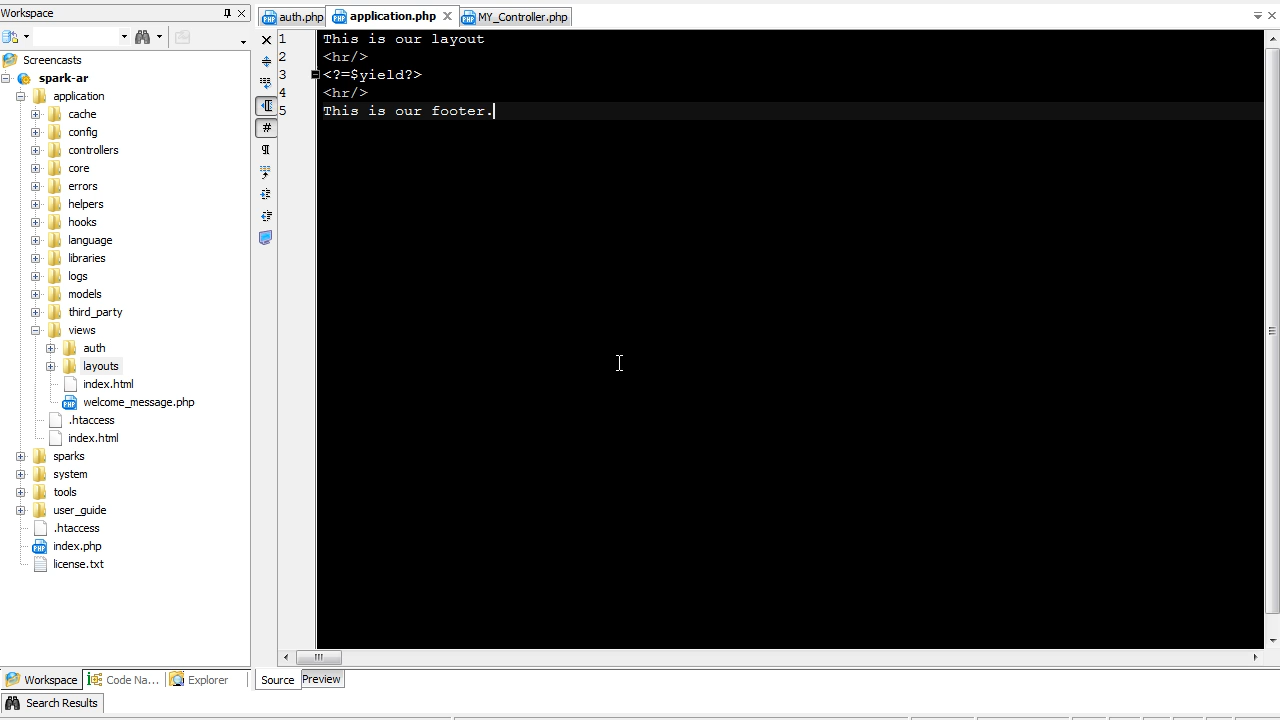 Workspace
Screencasts
spark-ar
application
cache
config
controllers
core
errors
helpers
hooks
language
libraries
logs
models
third_party
views
auth
layouts
index.html
welcome_message.php
.htaccess
index.html
sparks
system
tools
user_guide
.htaccess
index.php
license.txt
Workspace
Code Na...
Explorer
Search Results
auth.php
application.php
MY_Controller.php
1 This is our layout
2 <hr/>
3 <?=$yield?>
4 <hr/>
5 This is our footer.
Source
Preview